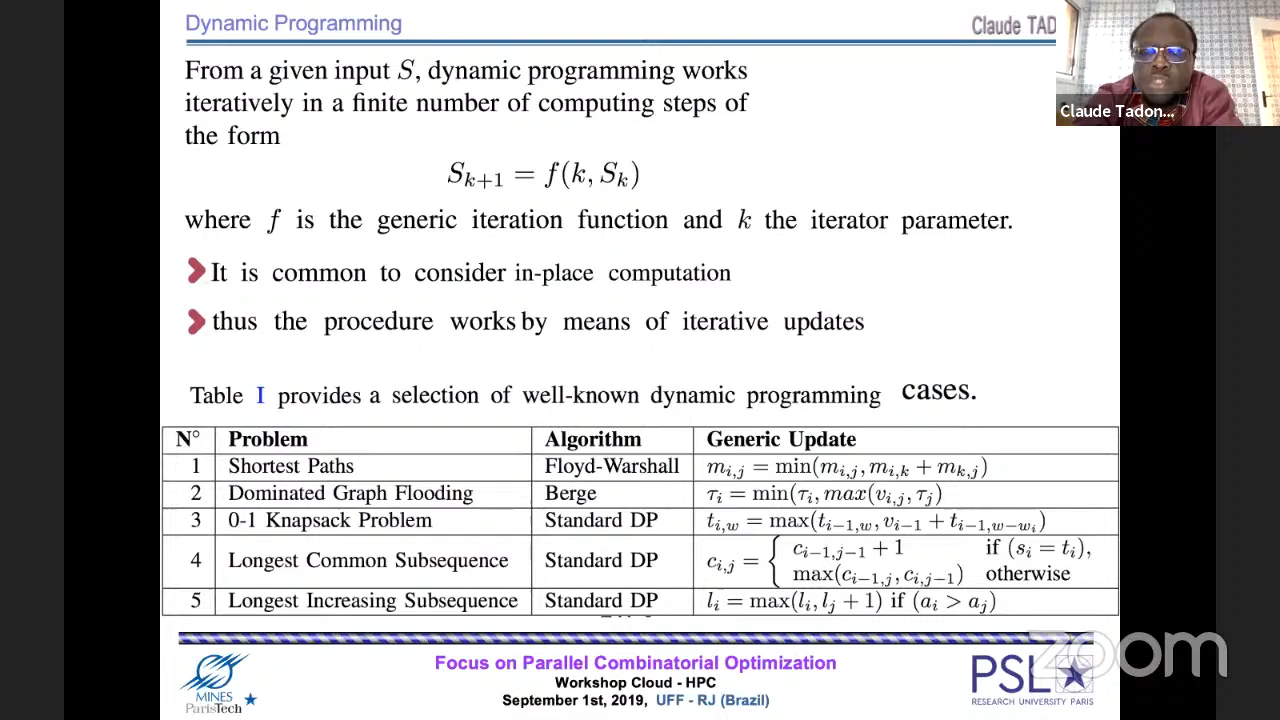 Dynamic Programming
Claude TAD
From a given input S, dynamic programming works
iteratively in a finite number of computing steps of
the form
S_{k+1} = f(k, S_k)
where f is the generic iteration function and k the iterator parameter.
It is common to consider in-place computation
thus the procedure works by means of iterative updates
Table I provides a selection of well-known dynamic programming cases.
N° Problem Algorithm Generic Update
1 Shortest Paths Floyd-Warshall m_{i,j} = min(m_{i,j}, m_{i,k} + m_{k,j})
2 Dominated Graph Flooding Berge τ_i = min(τ_i, max(v_{i,j}, τ_j)
3 0-1 Knapsack Problem Standard DP t_{i,w} = max(t_{i−1,w}, v_{i−1} + t_{i−1,w−w_i})
4 Longest Common Subsequence Standard DP c_{i,j} = { c_{i−1,j−1} + 1 if (s_i = t_i),
max(c_{i−1,j}, c_{i,j−1}) otherwise
5 Longest Increasing Subsequence Standard DP l_i = max(l_i, l_j + 1) if (a_i > a_j)
Focus on Parallel Combinatorial Optimization
Workshop Cloud - HPC
September 1st, 2019, UFF - RJ (Brazil)
MINES
ParisTech
PSL
RESEARCH UNIVERSITY PARIS
zoom
Claude Tadon...